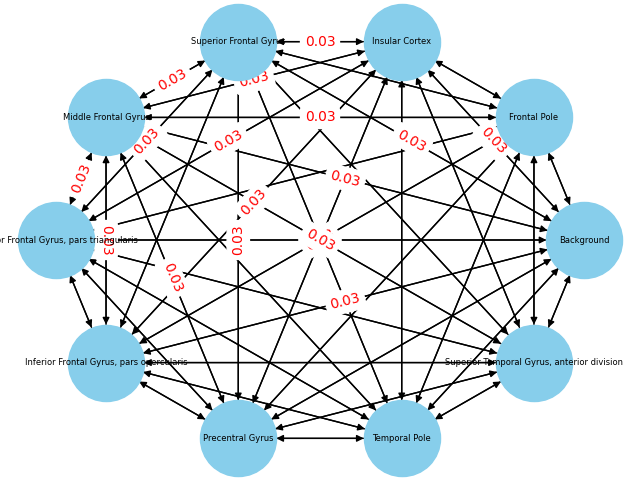 Superior Frontal Gyrus
0.03
Insular Cortex
0.03
0.03
Middle Frontal Gyrus
0.03
Frontal Pole
0.03
0.03
0.03
0.03
0.03
0.03
0.03
r Frontal Gyrus, pars triangularis
0.03
0.03
0.03
Background
0.03
0.03
Inferior Frontal Gyrus, pars opercularis
Superior Temporal Gyrus, anterior division
Precentral Gyrus
Temporal Pole